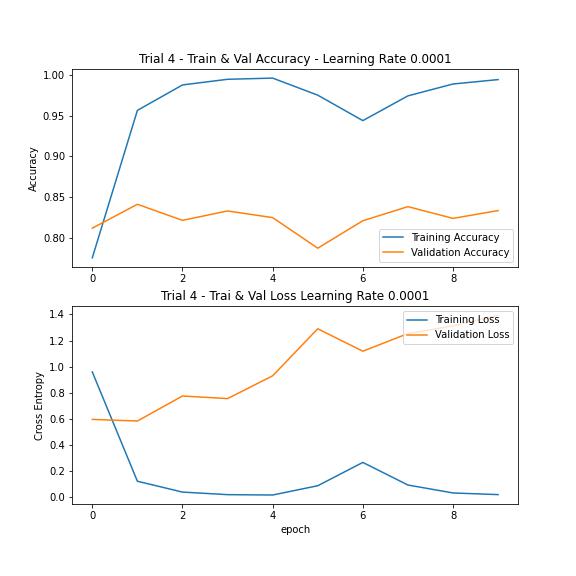 Trial 4 - Train & Val Accuracy - Learning Rate 0.0001
1.00
0.95
0.90
0.85
0.80
Accuracy
Training Accuracy
Validation Accuracy
0 2 4 6 8
Trial 4 - Trai & Val Loss Learning Rate 0.0001
1.4
1.2
1.0
0.8
0.6
0.4
0.2
0.0
Cross Entropy
Training Loss
Validation Loss
0 2 4 6 8
epoch